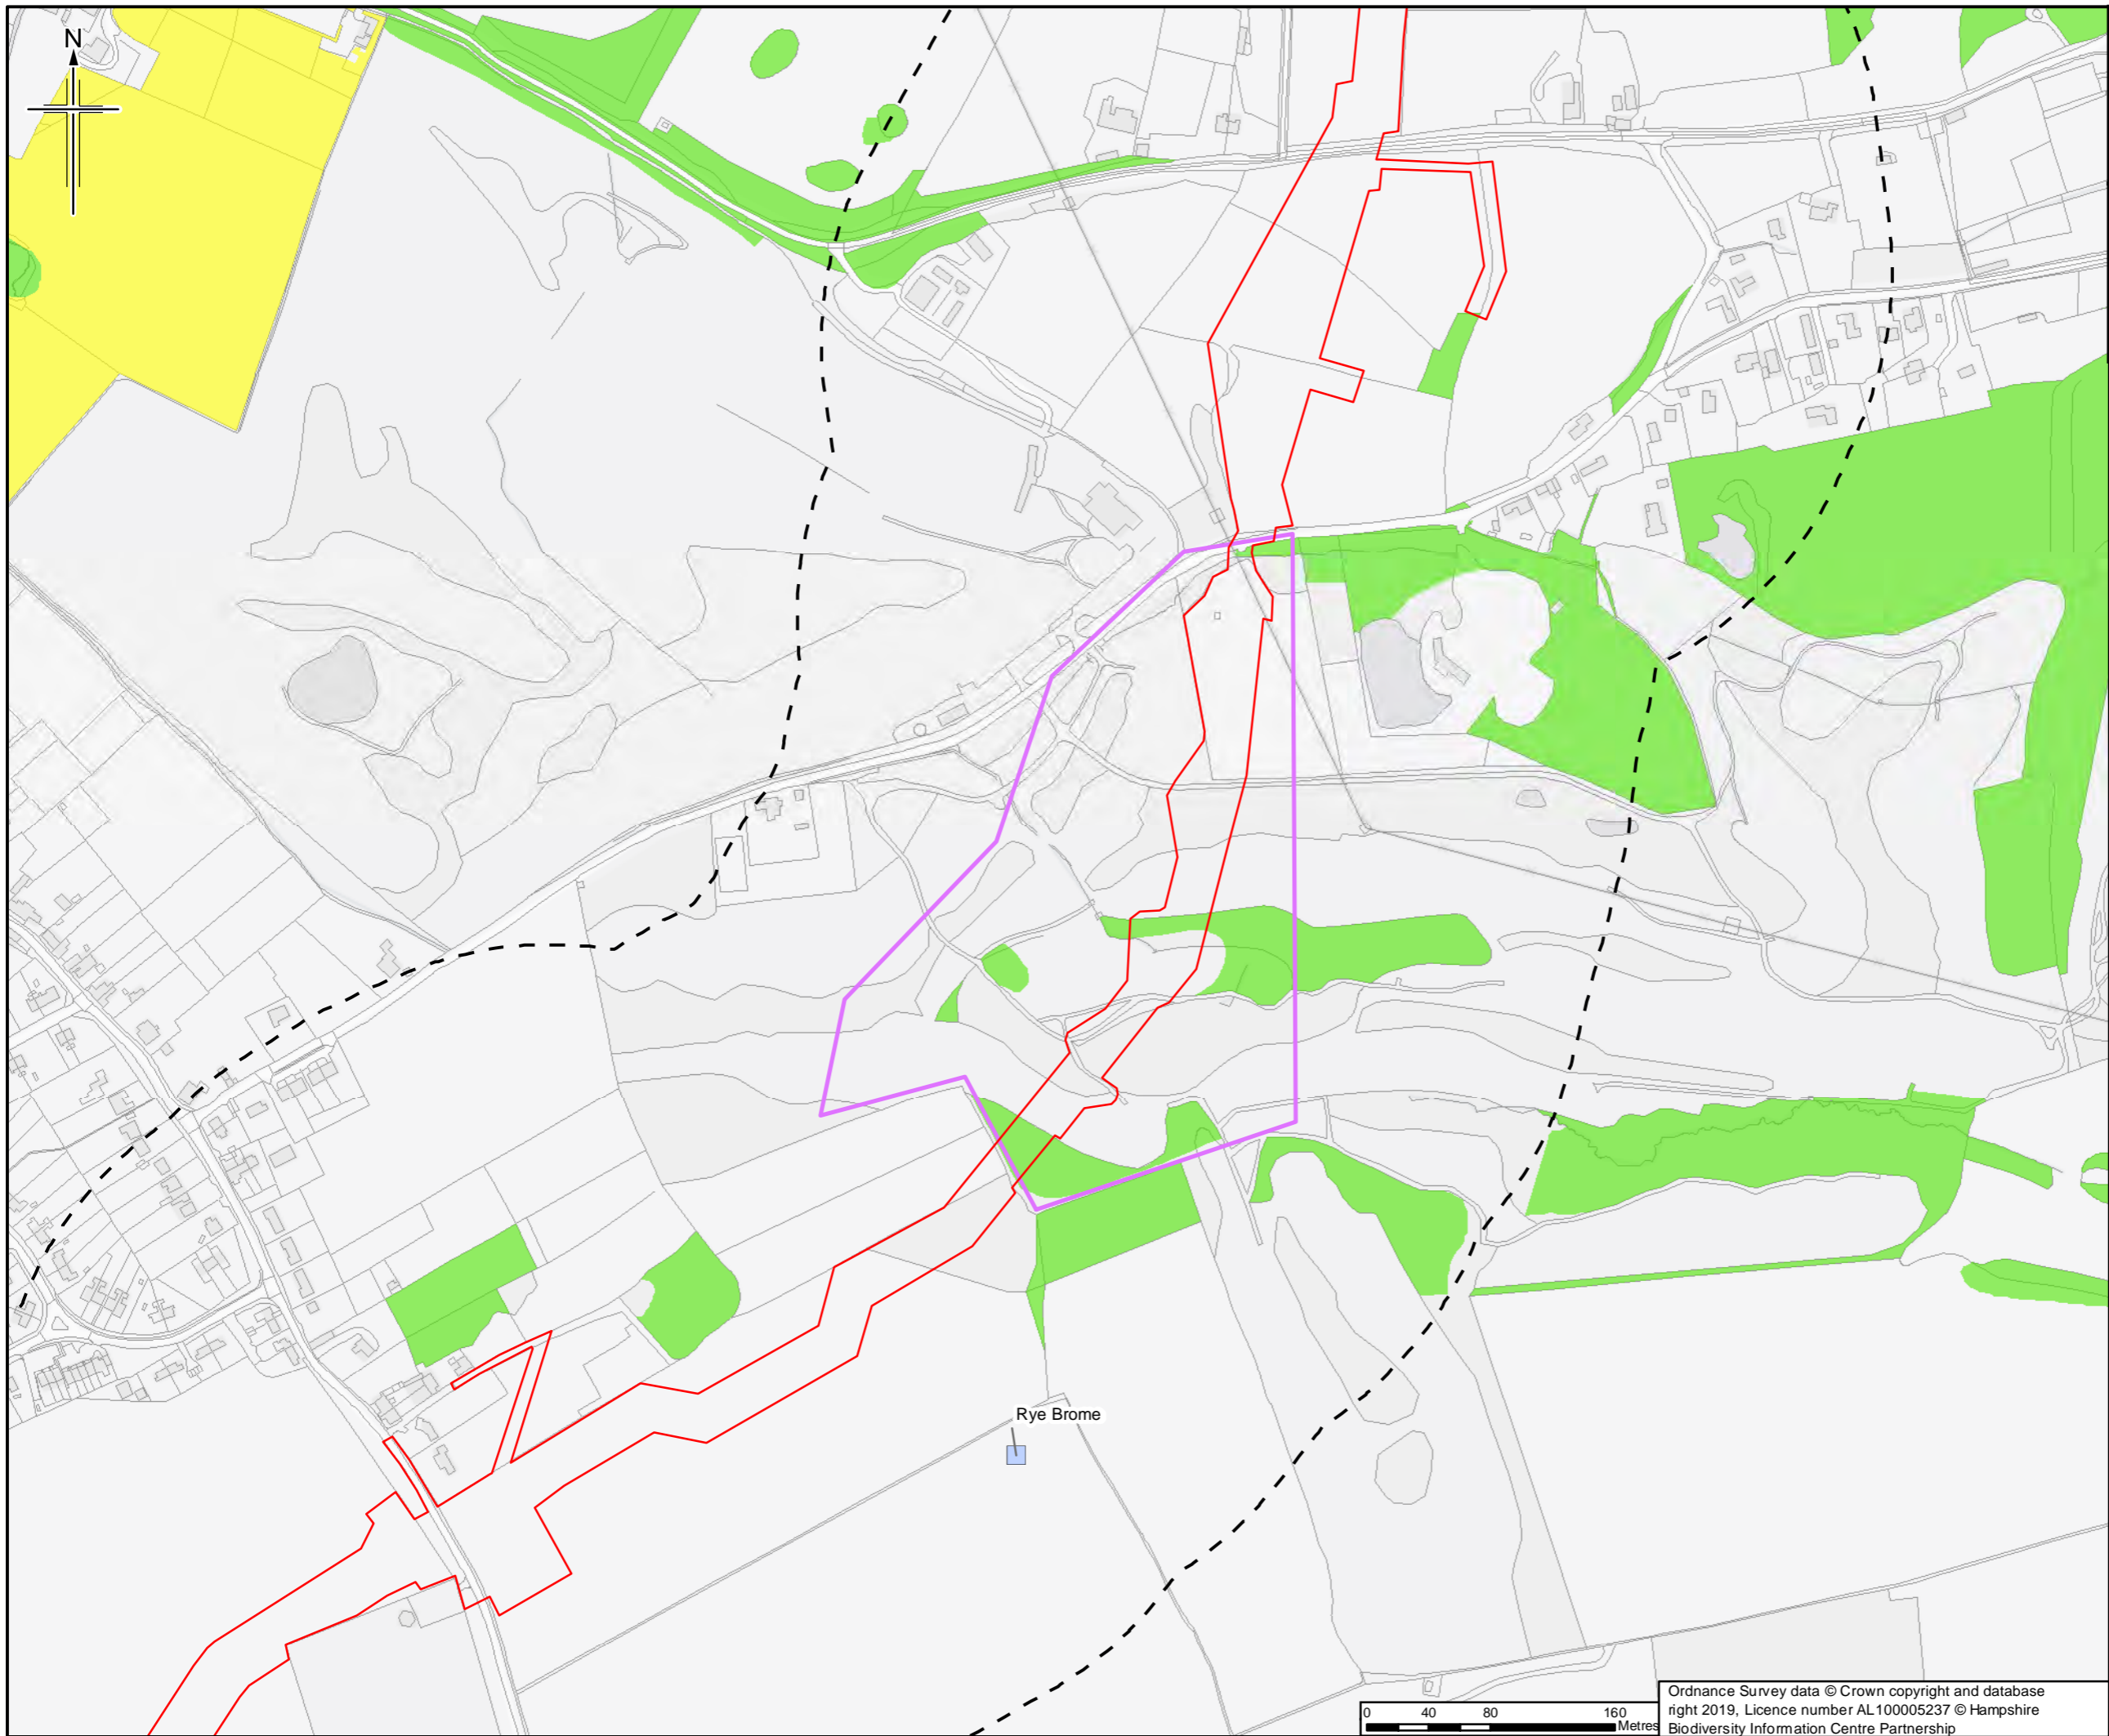 N
Rye Brome
0 40 80 160
Metres
Ordnance Survey data © Crown copyright and database
right 2019, Licence number AL100005237 © Hampshire
Biodiversity Information Centre Partnership